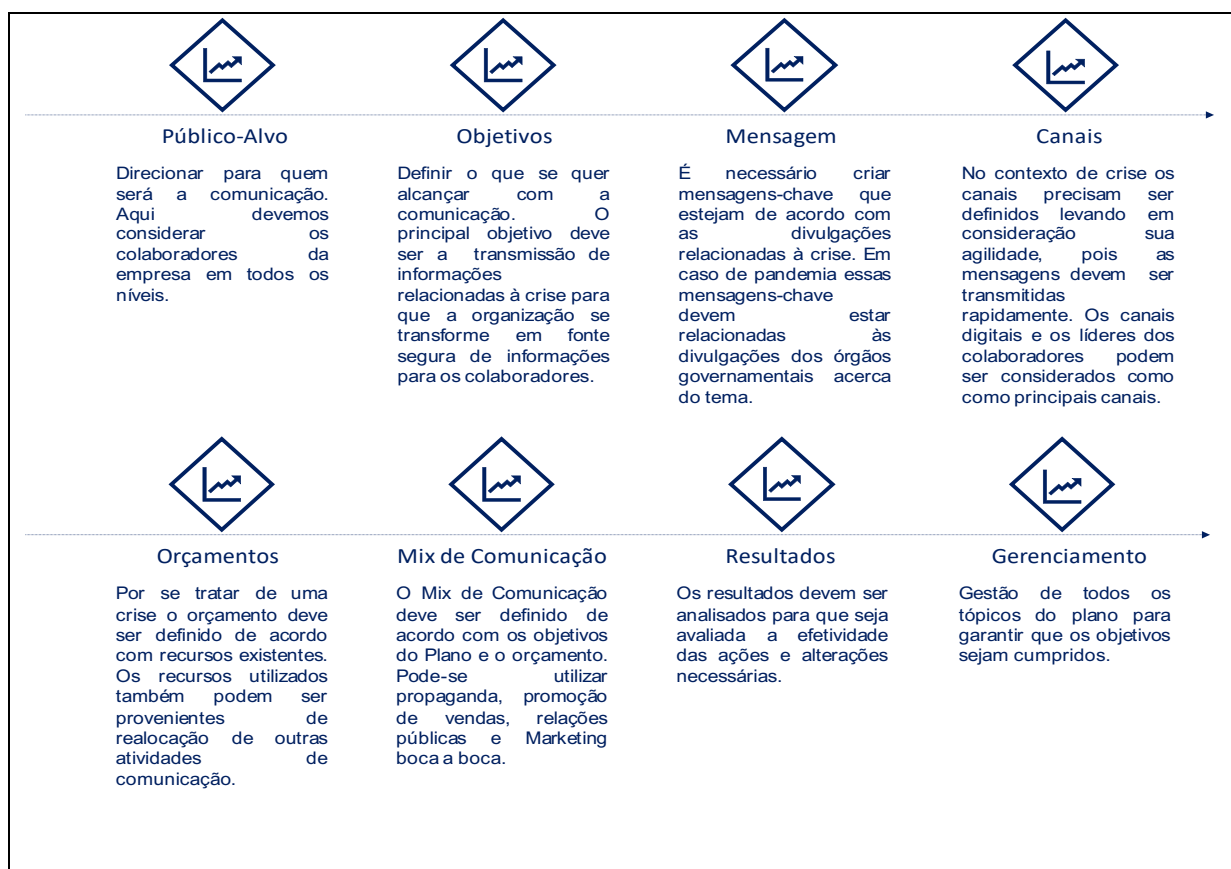 Público-Alvo
Direcionar para quem
será a comunicação.
Aqui devemos
considerar os
colaboradores da
empresa em todos os
níveis.
Objetivos
Definir o que se quer
alcançar com a
comunicação. O
principal objetivo deve
ser a transmissão de
informações
relacionadas à crise para
que a organização se
transforme em fonte
segura de informações
para os colaboradores.
Mensagem
É necessário criar
mensagens-chave que
estejam de acordo com
as divulgações
relacionadas à crise. Em
caso de pandemia essas
mensagens-chave
devem estar
relacionadas às
divulgações dos órgãos
governamentais acerca
do tema.
Canais
No contexto de crise os
canais precisam ser
definidos levando em
consideração sua
agilidade, pois as
mensagens devem ser
transmitidas
rapidamente. Os canais
digitais e os líderes dos
colaboradores podem
ser considerados como
como principais canais.
Orçamentos
Por se tratar de uma
crise o orçamento deve
ser definido de acordo
com recursos existentes.
Os recursos utilizados
também podem ser
provenientes de
realocação de outras
atividades de
comunicação.
Mix de Comunicação
O Mix de Comunicação
deve ser definido de
acordo com os objetivos
do Plano e o orçamento.
Pode-se utilizar
propaganda, promoção
de vendas, relações
públicas e Marketing
boca a boca.
Resultados
Os resultados devem ser
analisados para que seja
avaliada a efetividade
das ações e alterações
necessárias.
Gerenciamento
Gestão de todos os
tópicos do plano para
garantir que os objetivos
sejam cumpridos.